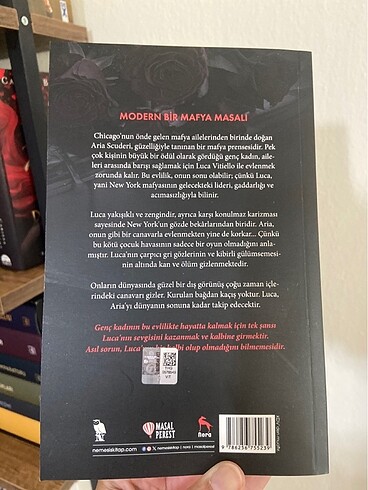 MODERN BİR MAFYA MASALI
Chicago'nun önde gelen mafya ailelerinden birinde doğan
Aria Scuderi, güzelliğiyle tanınan bir mafya prensesidir. Pek
çok kişinin büyük bir ödül olarak gördüğü genç kadın, aile-
leri arasında barışı sağlamak için Luca Vitiello ile evlenmek
zorunda kalır. Bu evlilik, onun sonu olabilir; çünkü Luca,
yani New York mafyasının gelecekteki lideri, gaddarlığı ve
acımasızlığıyla bilinir.
Luca yakışıklı ve zengindir, ayrıca karşı konulmaz karizması
sayesinde New York'un gözde bekârlarından biridir. Aria,
onun gibi bir canavarla evlenmekten yine de korkar... Çünkü
bu kötü çocuk havasının sadece bir oyun olmadığını anla-
mıştır. Luca'nın çarpıcı gri gözlerinin ve kibirli gülümsemesi-
nin altında kan ve ölüm gizlenmektedir.
Onların dünyasında güzel bir dış görünüş çoğu zaman iç-
lerindeki canavarı gizler. Kurulan bağdan kaçış yoktur. Luca,
Aria'yı dünyanın sonuna kadar takip edecektir.
Genç kadının bu evlilikte hayatta kalmak için tek şansı
Luca'nın sevgisini kazanmak ve kalbine girmektir.
Asıl sorun, Luca'nın bir kalbi olup olmadığını bilmemesidir.
MASAL
PEREST
nora
nemesiskitap.com
9786256755239